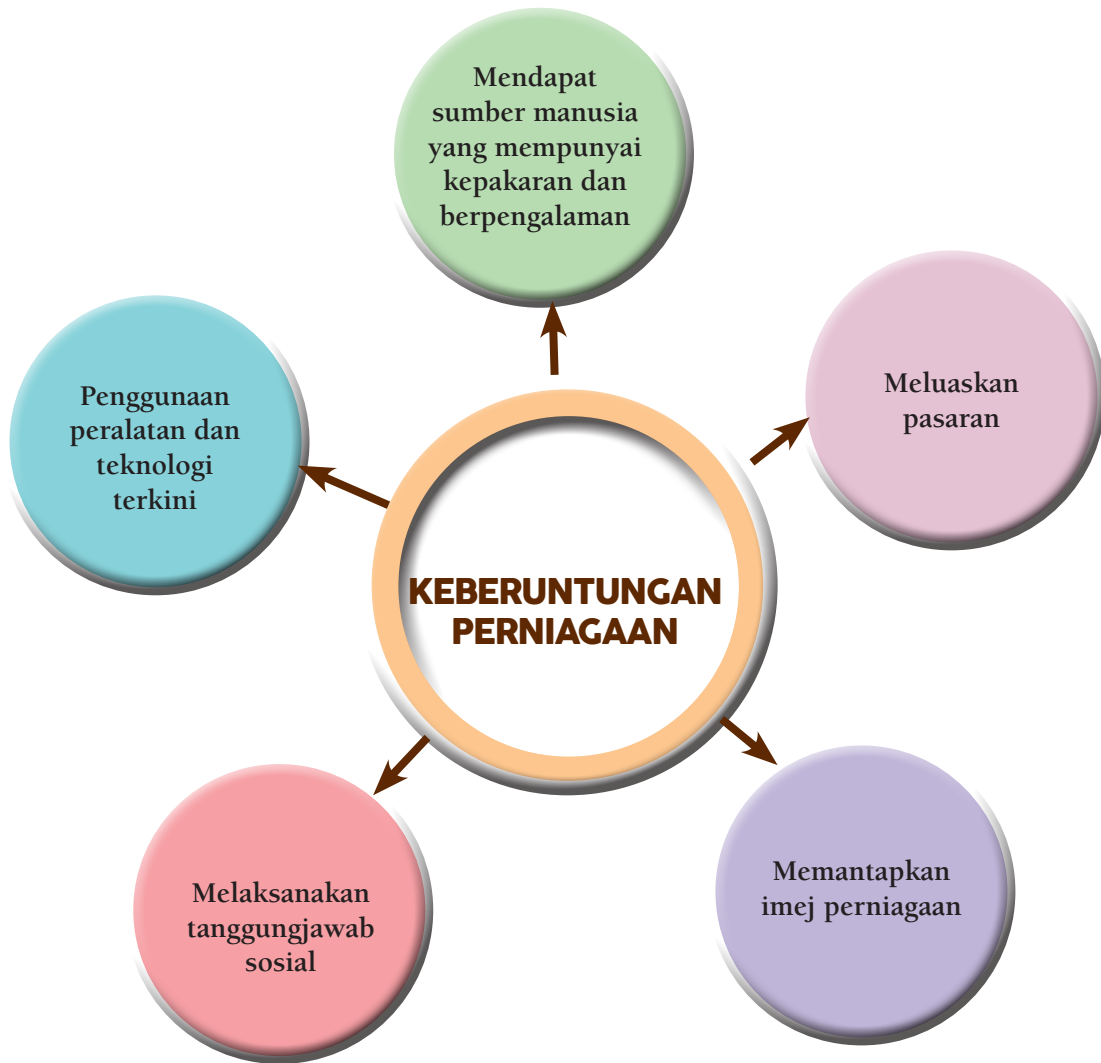 Mendapat
sumber manusia
yang mempunyai
kepakaran dan
berpengalaman
Meluaskan
pasaran
Penggunaan
peralatan dan
teknologi
terkini
KEBERUNTUNGAN
PERNIAGAAN
Memantapkan
imej perniagaan
Melaksanakan
tanggungjawab
sosial